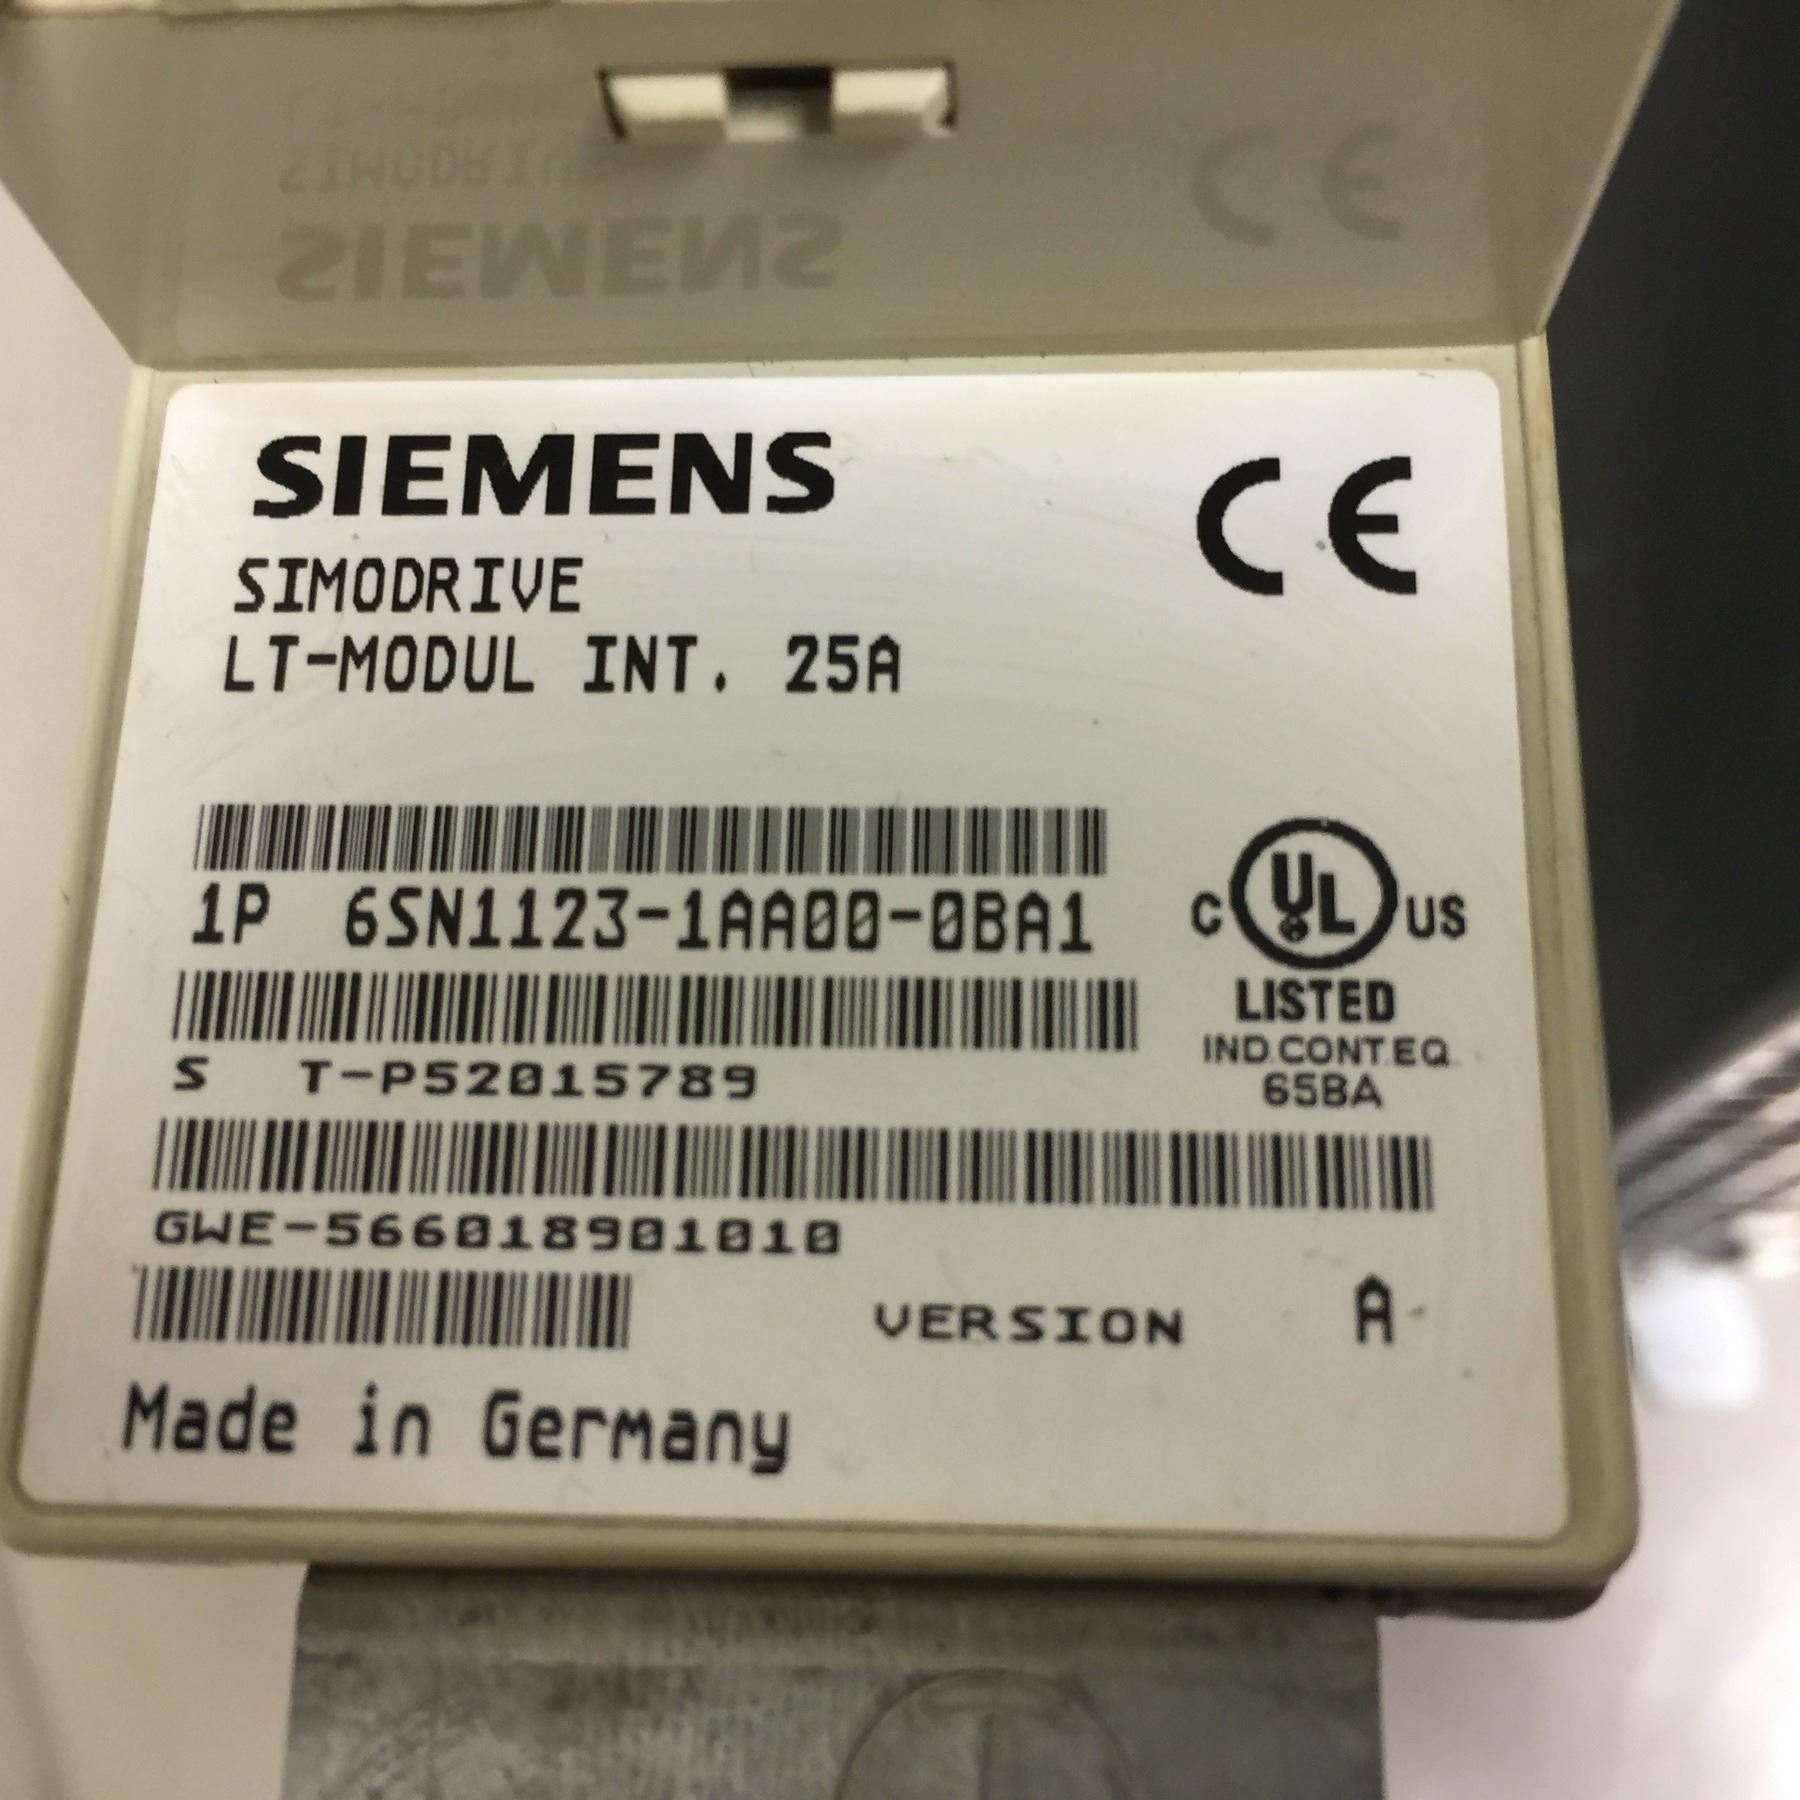 SIEMENS
CE
SIMODRIVE
LT-MODUL INT. 25A
1P 6SN1123-1AA00-0BA1
C UL US
LISTED
IND.CONT.EQ.
65BA
S T-P52015789
GWE-566018901010
VERSION A
Made in Germany